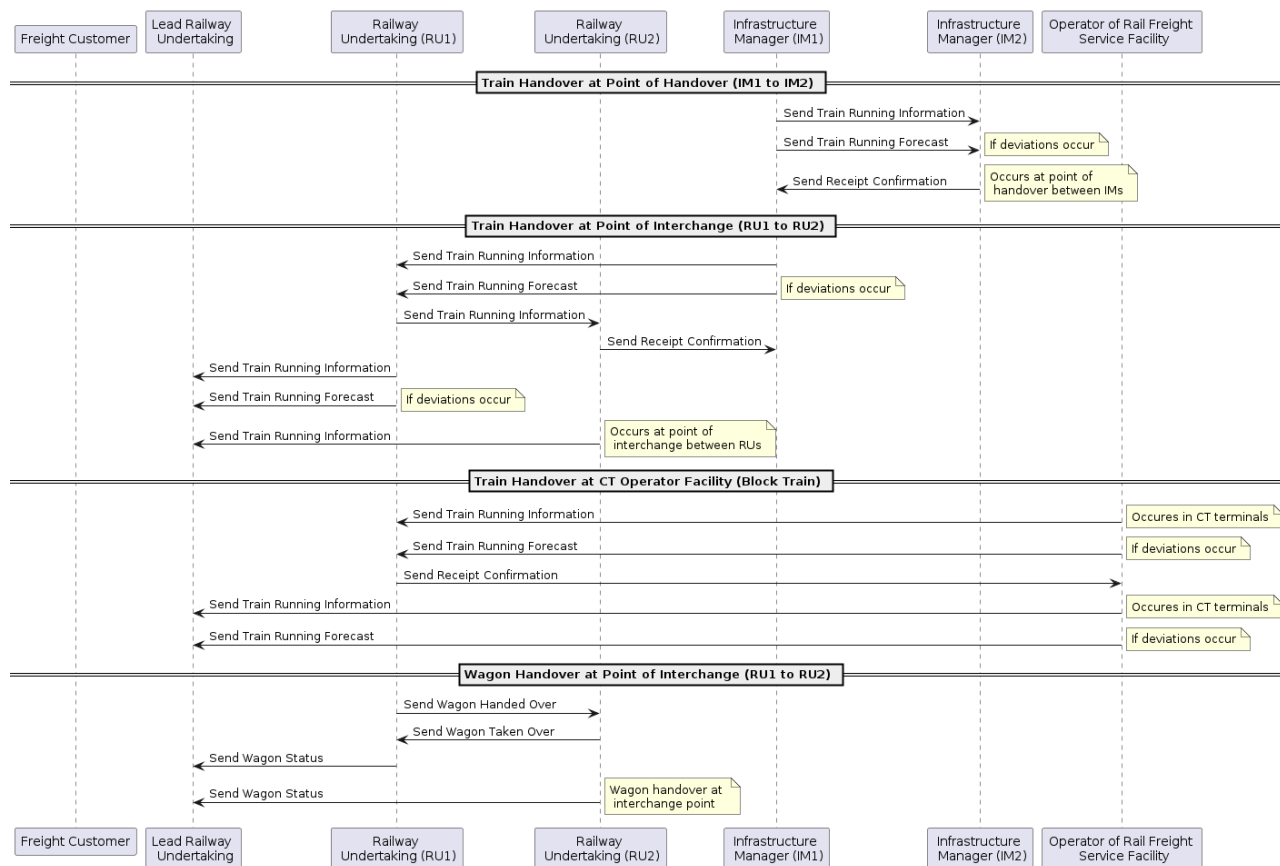 Freight Customer
Lead Railway
Undertaking
Railway
Undertaking (RU1)
Railway
Undertaking (RU2)
Infrastructure
Manager (IM1)
Infrastructure
Manager (IM2)
Operator of Rail Freight
Service Facility
Train Handover at Point of Handover (IM1 to IM2)
Send Train Running Information
Send Train Running Forecast
If deviations occur
Send Receipt Confirmation
Occurs at point of
handover between IMs
Train Handover at Point of Interchange (RU1 to RU2)
Send Train Running Information
Send Train Running Forecast
If deviations occur
Send Train Running Information
Send Receipt Confirmation
Send Train Running Information
Send Train Running Forecast
If deviations occur
Send Train Running Information
Occurs at point of
interchange between RUs
Train Handover at CT Operator Facility (Block Train)
Send Train Running Information
Occures in CT terminals
Send Train Running Forecast
If deviations occur
Send Receipt Confirmation
Send Train Running Information
Occures in CT terminals
Send Train Running Forecast
If deviations occur
Wagon Handover at Point of Interchange (RU1 to RU2)
Send Wagon Handed Over
Send Wagon Taken Over
Send Wagon Status
Send Wagon Status
Wagon handover at
interchange point
Freight Customer
Lead Railway
Undertaking
Railway
Undertaking (RU1)
Railway
Undertaking (RU2)
Infrastructure
Manager (IM1)
Infrastructure
Manager (IM2)
Operator of Rail Freight
Service Facility